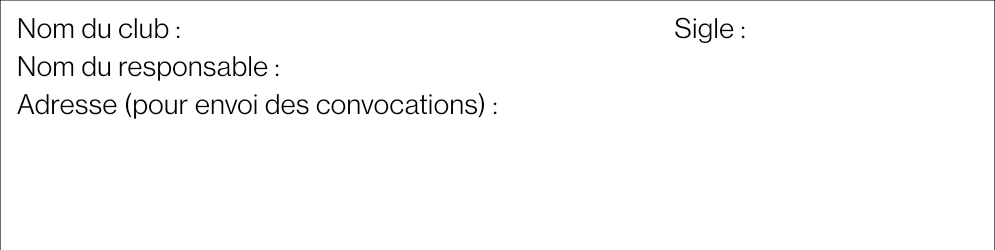 Nom du club : Sigle :
Nom du responsable :
Adresse (pour envoi des convocations) :